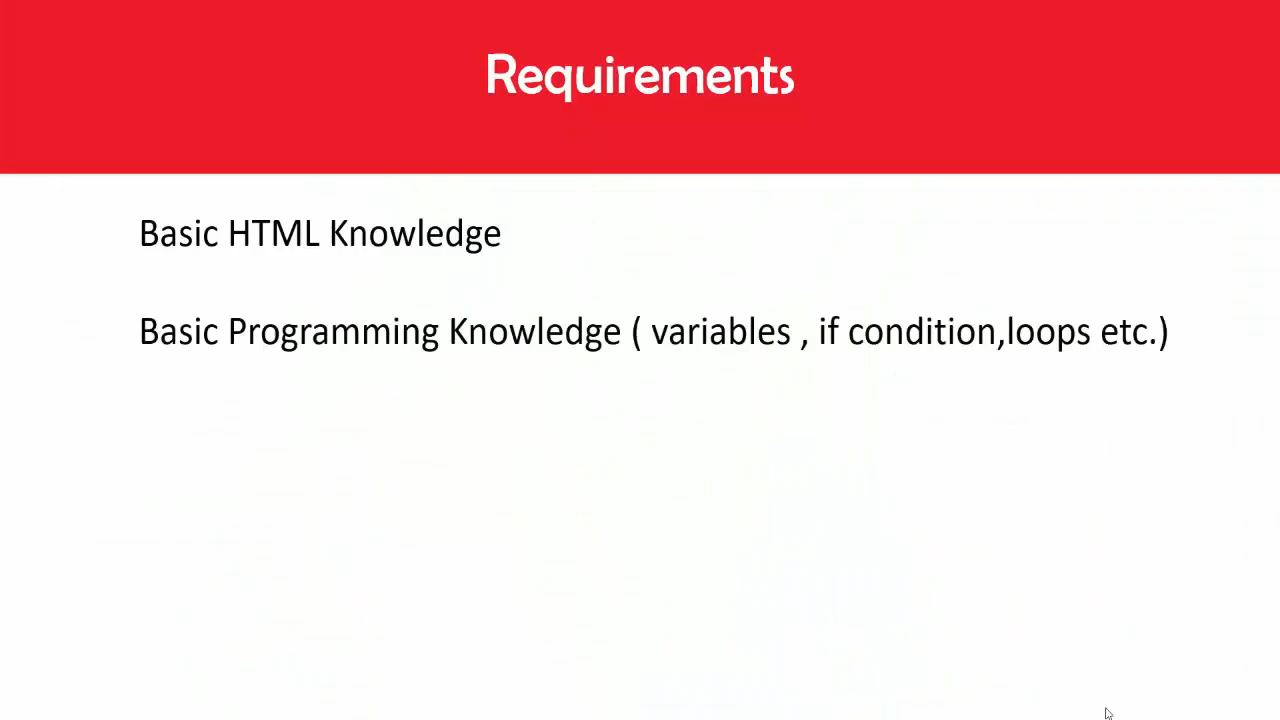 Requirements
Basic HTML Knowledge
Basic Programming Knowledge ( variables , if condition,loops etc.)